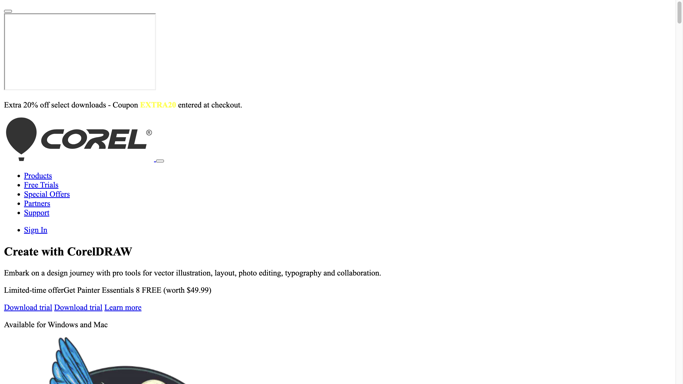 Extra 20% off select downloads - Coupon EXTRA20 entered at checkout.
COREL®
Products
Free Trials
Special Offers
Partners
Support
Sign In
Create with CorelDRAW
Embark on a design journey with pro tools for vector illustration, layout, photo editing, typography and collaboration.
Limited-time offerGet Painter Essentials 8 FREE (worth $49.99)
Download trial Download trial Learn more
Available for Windows and Mac